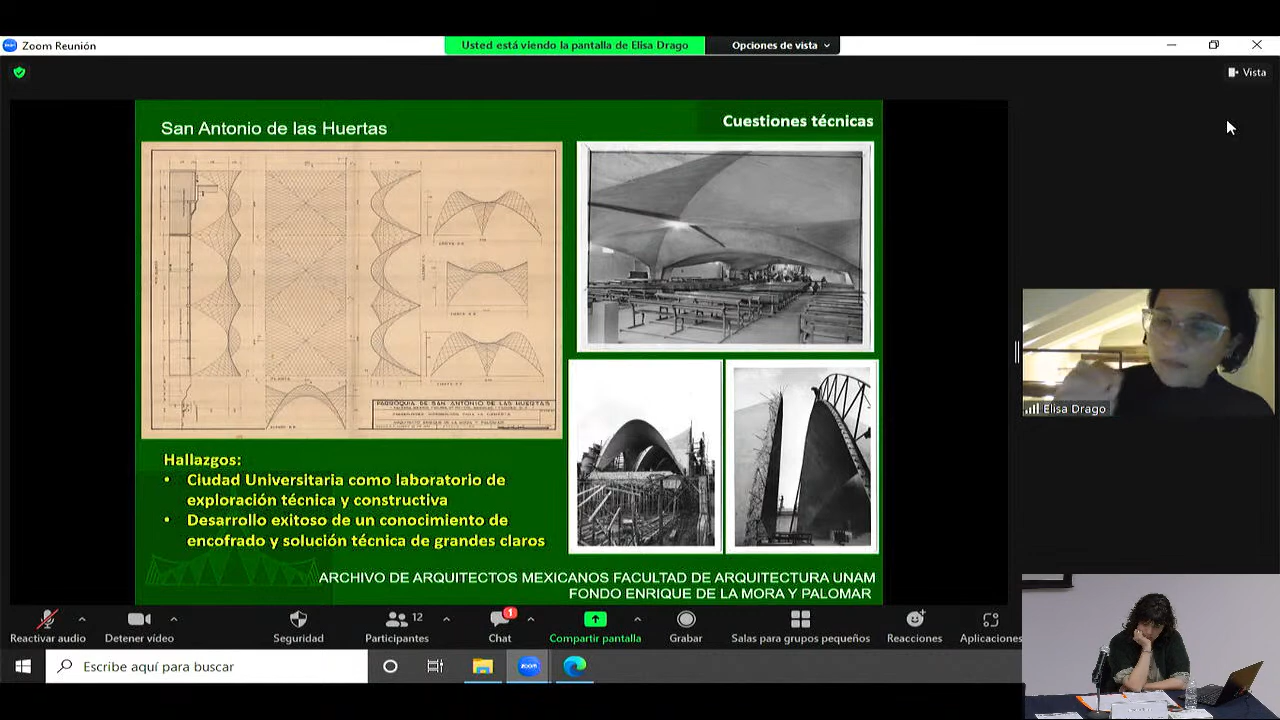 Zoom Reunión
Usted está viendo la pantalla de Elisa Drago
Opciones de vista
Vista
San Antonio de las Huertas
Cuestiones técnicas
PLANTA
PARROQUIA DE SAN ANTONIO DE LAS HUERTAS
Hallazgos:
• Ciudad Universitaria como laboratorio de
exploración técnica y constructiva
• Desarrollo exitoso de un conocimiento de
encofrado y solución técnica de grandes claros
ARCHIVO DE ARQUITECTOS MEXICANOS FACULTAD DE ARQUITECTURA UNAM
FONDO ENRIQUE DE LA MORA Y PALOMAR
Elisa Drago
12
1
Reactivar audio
Detener vídeo
Seguridad
Participantes
Chat
Compartir pantalla
Grabar
Salas para grupos pequeños
Reacciones
Aplicaciones
Escribe aquí para buscar
zoom